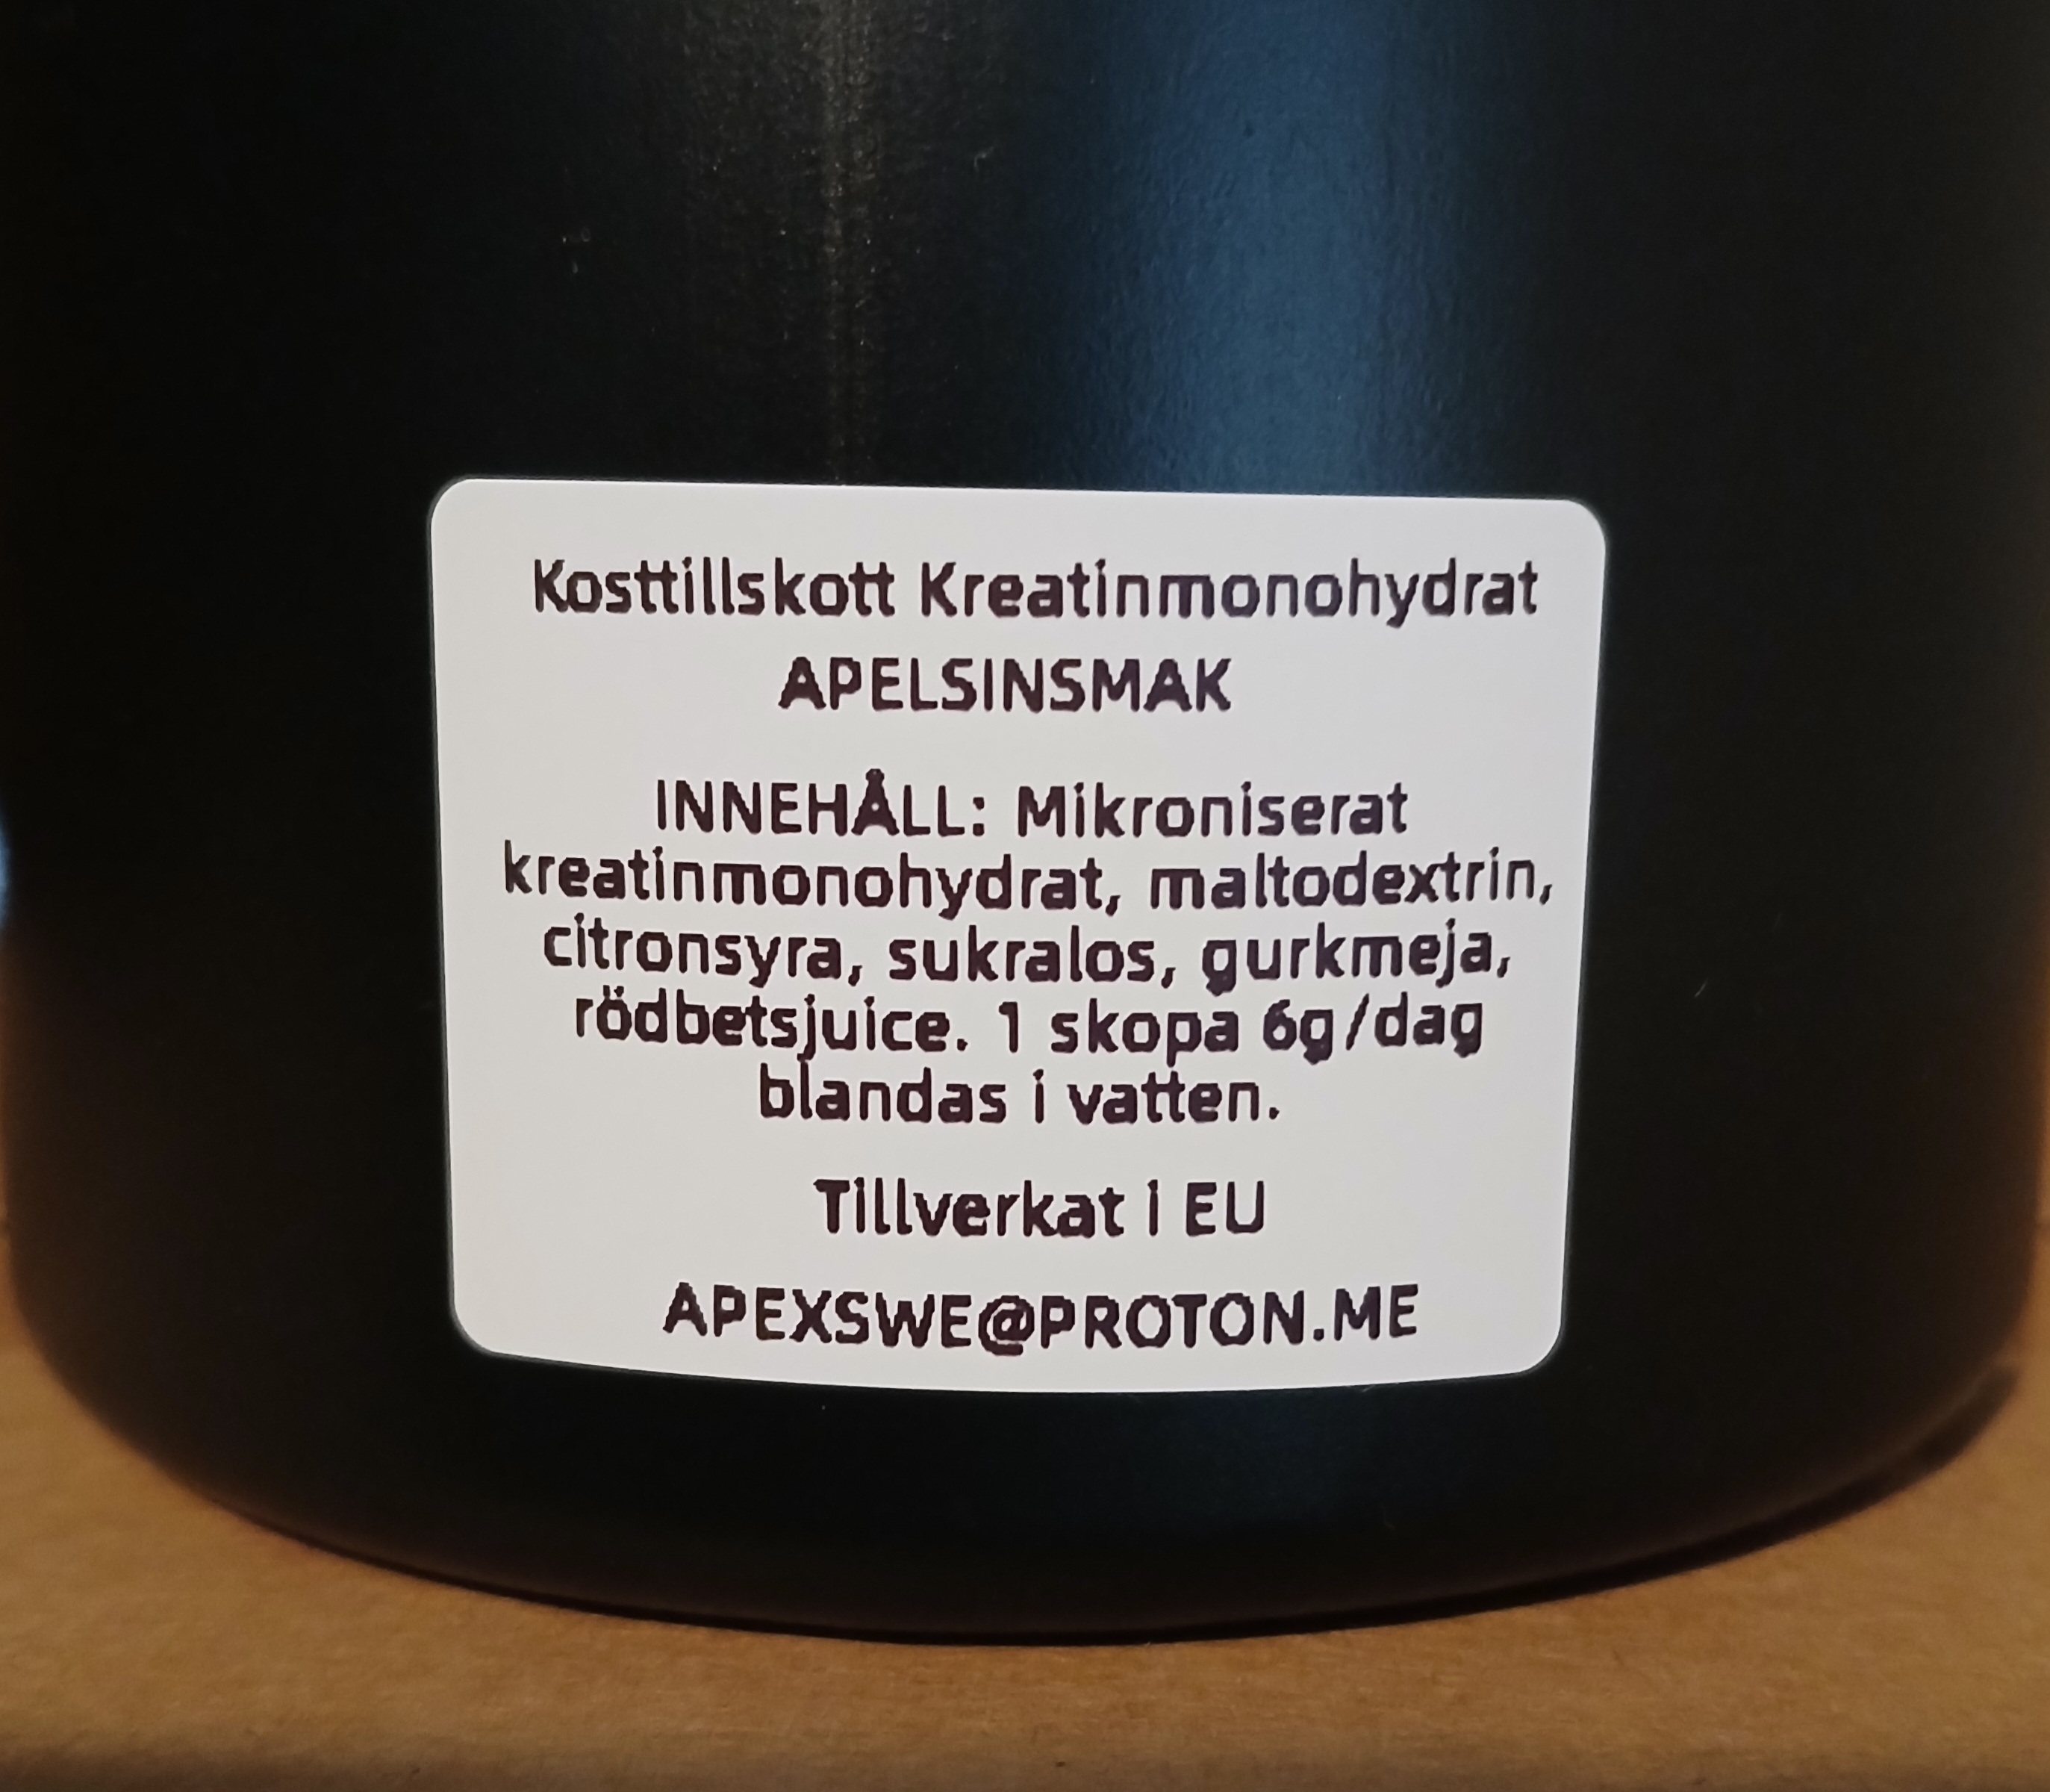 Kosttillskott Kreatinmonohydrat
APELSINSMAK
INNEHÅLL: Mikroniserat
kreatinmonohydrat, maltodextrin,
citronsyra, sukralos, gurkmeja,
rödbetsjuice. 1 skopa 6g/dag
blandas i vatten.
Tillverkat i EU
APEXSWE@PROTON.ME